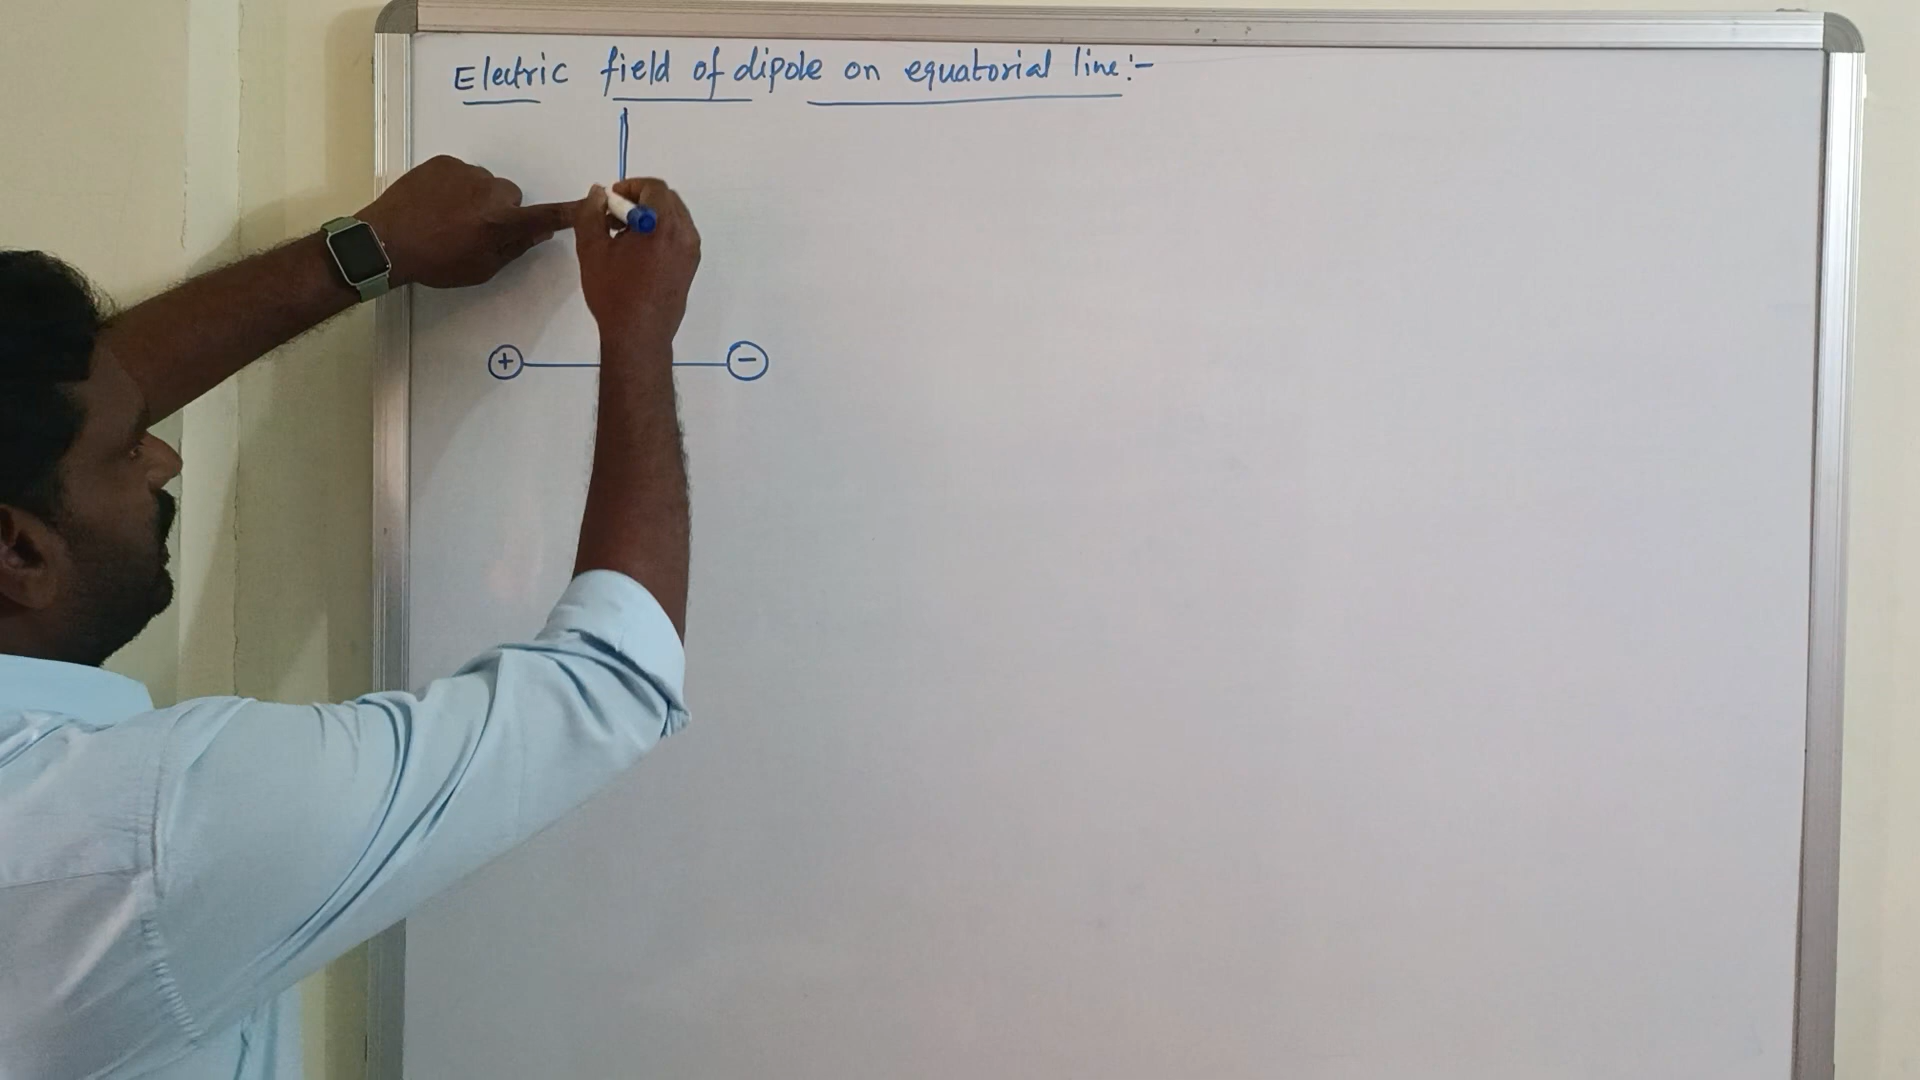 Electric field of dipole on equatorial line:-
+ -